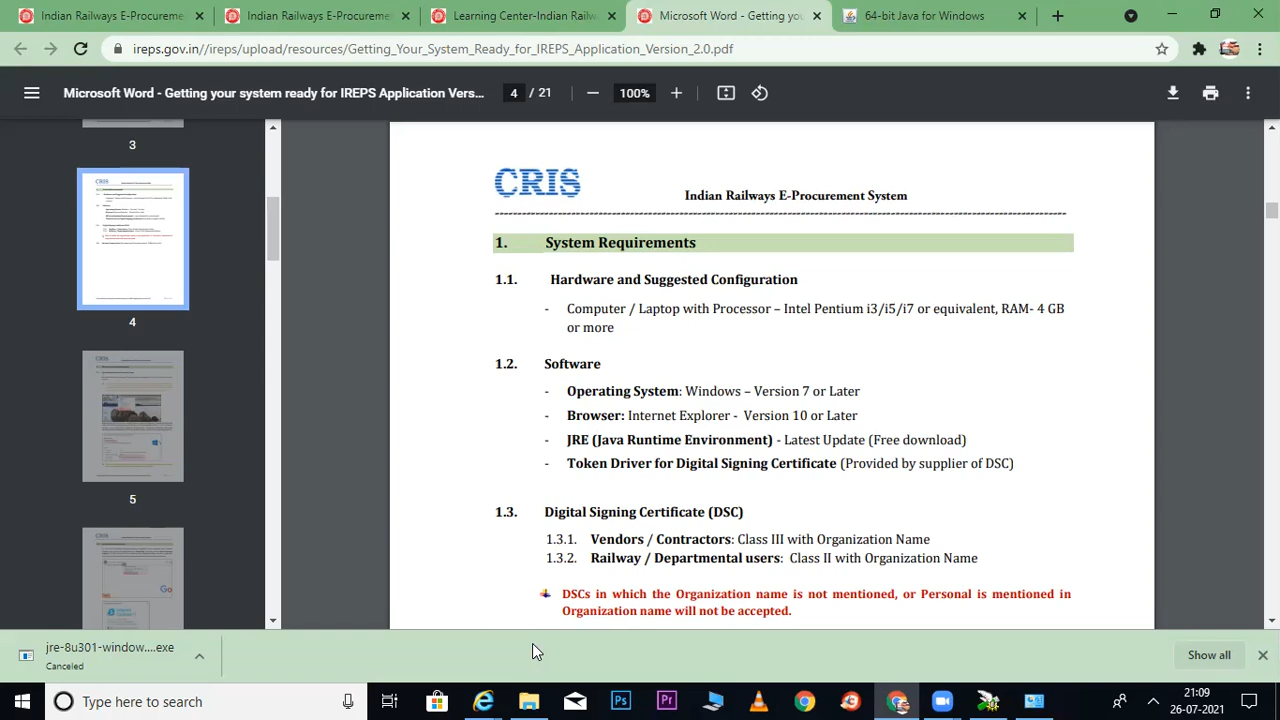 Indian Railways E-Procureme
Indian Railways E-Procureme
Learning Center-Indian Railw
Microsoft Word - Getting you
64-bit Java for Windows
ireps.gov.in//ireps/upload/resources/Getting_Your_System_Ready_for_IREPS_Application_Version_2.0.pdf
Microsoft Word - Getting your system ready for IREPS Application Vers...
4 / 21
100%
3
4
5
CRIS
Indian Railways E-Procurement System
1. System Requirements
1.1. Hardware and Suggested Configuration
- Computer / Laptop with Processor – Intel Pentium i3/i5/i7 or equivalent, RAM- 4 GB
or more
1.2. Software
- Operating System: Windows – Version 7 or Later
- Browser: Internet Explorer - Version 10 or Later
- JRE (Java Runtime Environment) - Latest Update (Free download)
- Token Driver for Digital Signing Certificate (Provided by supplier of DSC)
1.3. Digital Signing Certificate (DSC)
1.3.1. Vendors / Contractors: Class III with Organization Name
1.3.2. Railway / Departmental users: Class II with Organization Name
DSCs in which the Organization name is not mentioned, or Personal is mentioned in
Organization name will not be accepted.
jre-8u301-window....exe
Canceled
Show all
Type here to search
Ps
Pr
21:09
26-07-2021